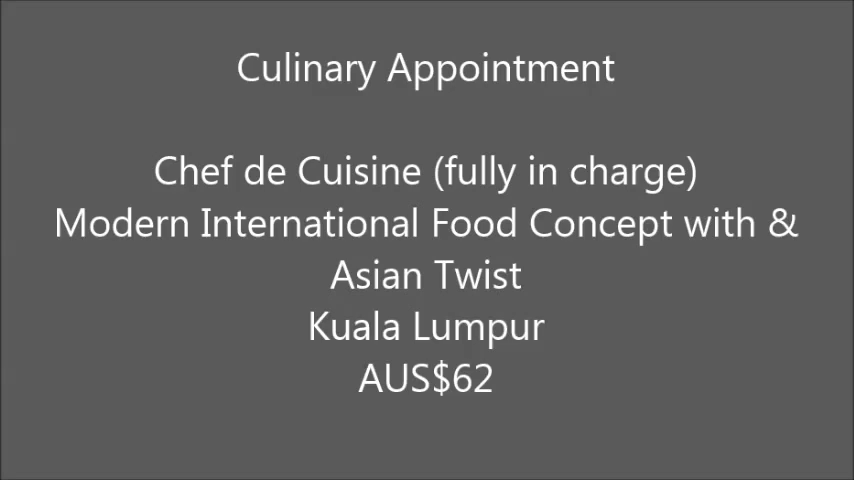 Culinary Appointment
Chef de Cuisine (fully in charge)
Modern International Food Concept with &
Asian Twist
Kuala Lumpur
AUS$62